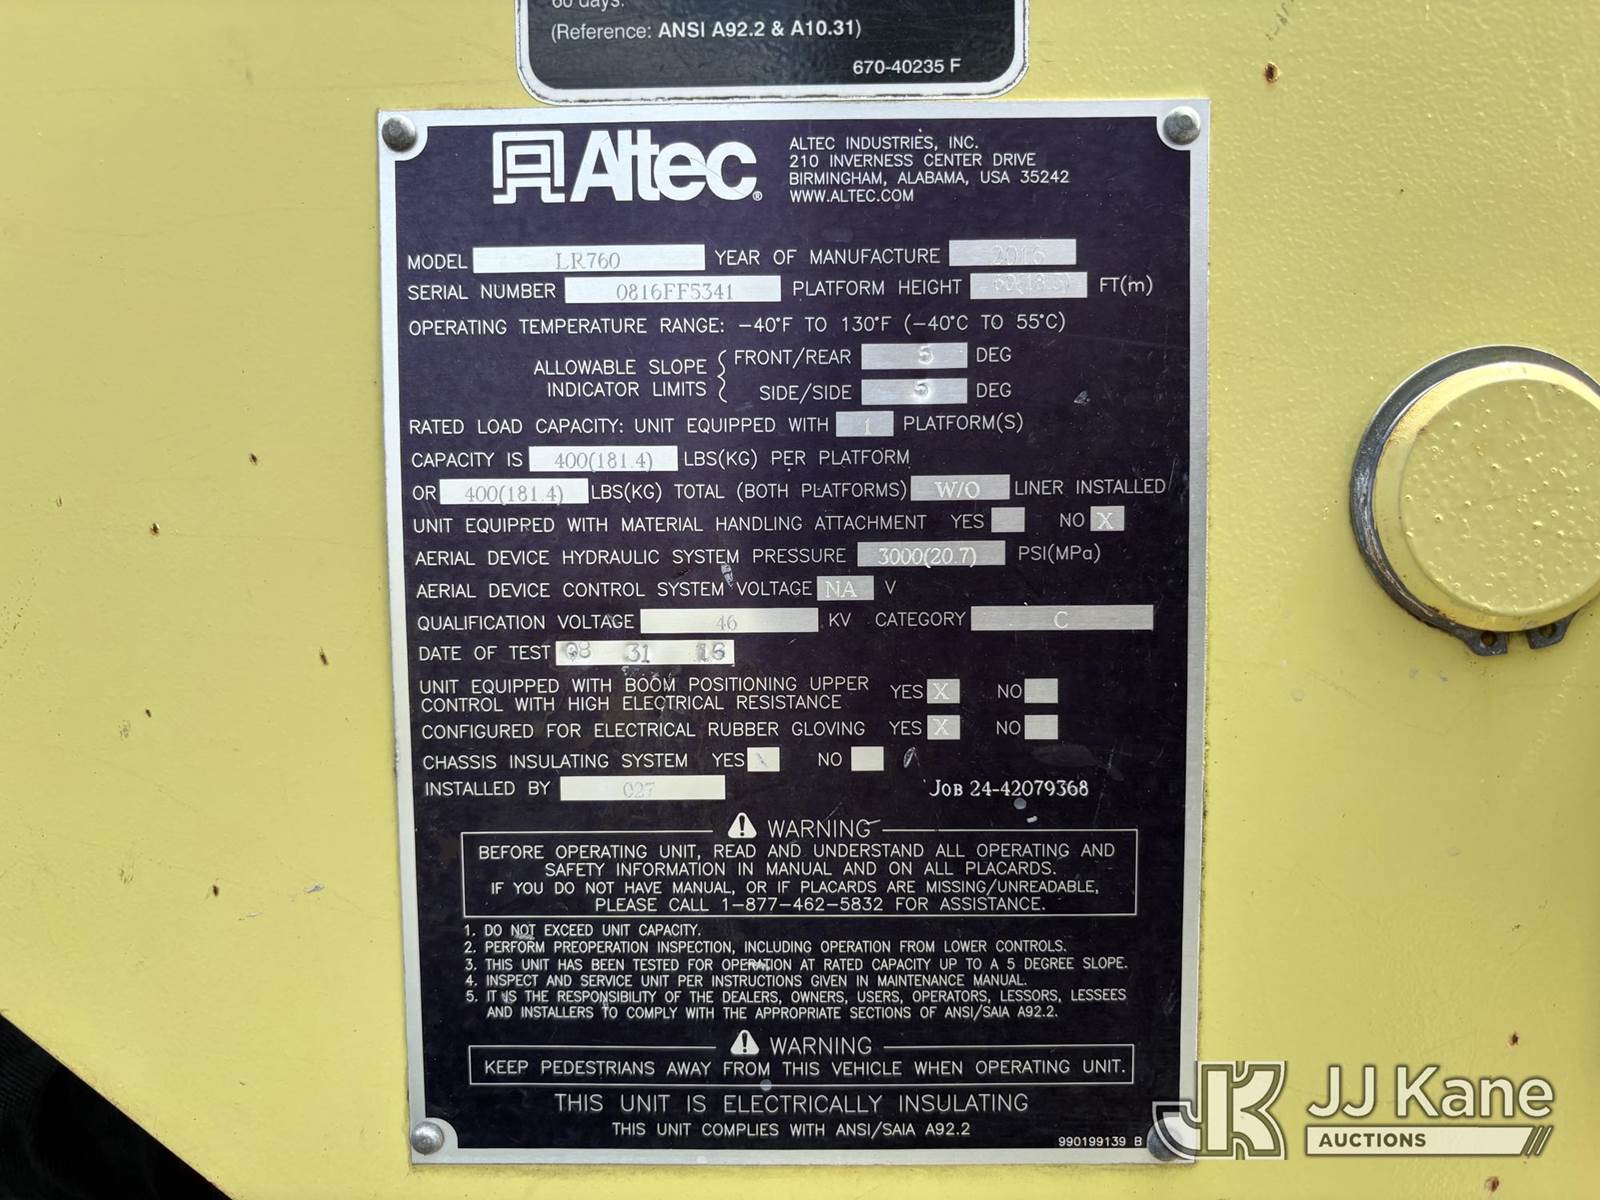 60 days.
(Reference: ANSI A92.2 & A10.31)
670-40235 F
Altec®
ALTEC INDUSTRIES, INC.
210 INVERNESS CENTER DRIVE
BIRMINGHAM, ALABAMA, USA 35242
WWW.ALTEC.COM
MODEL LR760 YEAR OF MANUFACTURE 2016
SERIAL NUMBER 0816FF5341 PLATFORM HEIGHT 60(18.3) FT(m)
OPERATING TEMPERATURE RANGE: -40°F TO 130°F (-40°C TO 55°C)
ALLOWABLE SLOPE INDICATOR LIMITS { FRONT/REAR 5 DEG
SIDE/SIDE 5 DEG
RATED LOAD CAPACITY: UNIT EQUIPPED WITH 1 PLATFORM(S)
CAPACITY IS 400(181.4) LBS(KG) PER PLATFORM
OR 400(181.4) LBS(KG) TOTAL (BOTH PLATFORMS) W/O LINER INSTALLED
UNIT EQUIPPED WITH MATERIAL HANDLING ATTACHMENT YES NO X
AERIAL DEVICE HYDRAULIC SYSTEM PRESSURE 3000(20.7) PSI(MPa)
AERIAL DEVICE CONTROL SYSTEM VOLTAGE NA V
QUALIFICATION VOLTAGE 46 KV CATEGORY C
DATE OF TEST 08 31 16
UNIT EQUIPPED WITH BOOM POSITIONING UPPER
CONTROL WITH HIGH ELECTRICAL RESISTANCE YES X NO
CONFIGURED FOR ELECTRICAL RUBBER GLOVING YES X NO
CHASSIS INSULATING SYSTEM YES NO
INSTALLED BY 027
JOB 24-42079368
WARNING
BEFORE OPERATING UNIT, READ AND UNDERSTAND ALL OPERATING AND
SAFETY INFORMATION IN MANUAL AND ON ALL PLACARDS.
IF YOU DO NOT HAVE MANUAL, OR IF PLACARDS ARE MISSING/UNREADABLE,
PLEASE CALL 1-877-462-5832 FOR ASSISTANCE.
1. DO NOT EXCEED UNIT CAPACITY.
2. PERFORM PREOPERATION INSPECTION, INCLUDING OPERATION FROM LOWER CONTROLS.
3. THIS UNIT HAS BEEN TESTED FOR OPERATION AT RATED CAPACITY UP TO A 5 DEGREE SLOPE.
4. INSPECT AND SERVICE UNIT PER INSTRUCTIONS GIVEN IN MAINTENANCE MANUAL.
5. IT IS THE RESPONSIBILITY OF THE DEALERS, OWNERS, USERS, OPERATORS, LESSORS, LESSEES
AND INSTALLERS TO COMPLY WITH THE APPROPRIATE SECTIONS OF ANSI/SAIA A92.2.
WARNING
KEEP PEDESTRIANS AWAY FROM THIS VEHICLE WHEN OPERATING UNIT.
THIS UNIT IS ELECTRICALLY INSULATING
THIS UNIT COMPLIES WITH ANSI/SAIA A92.2
990199139 B
JK JJ Kane
AUCTIONS